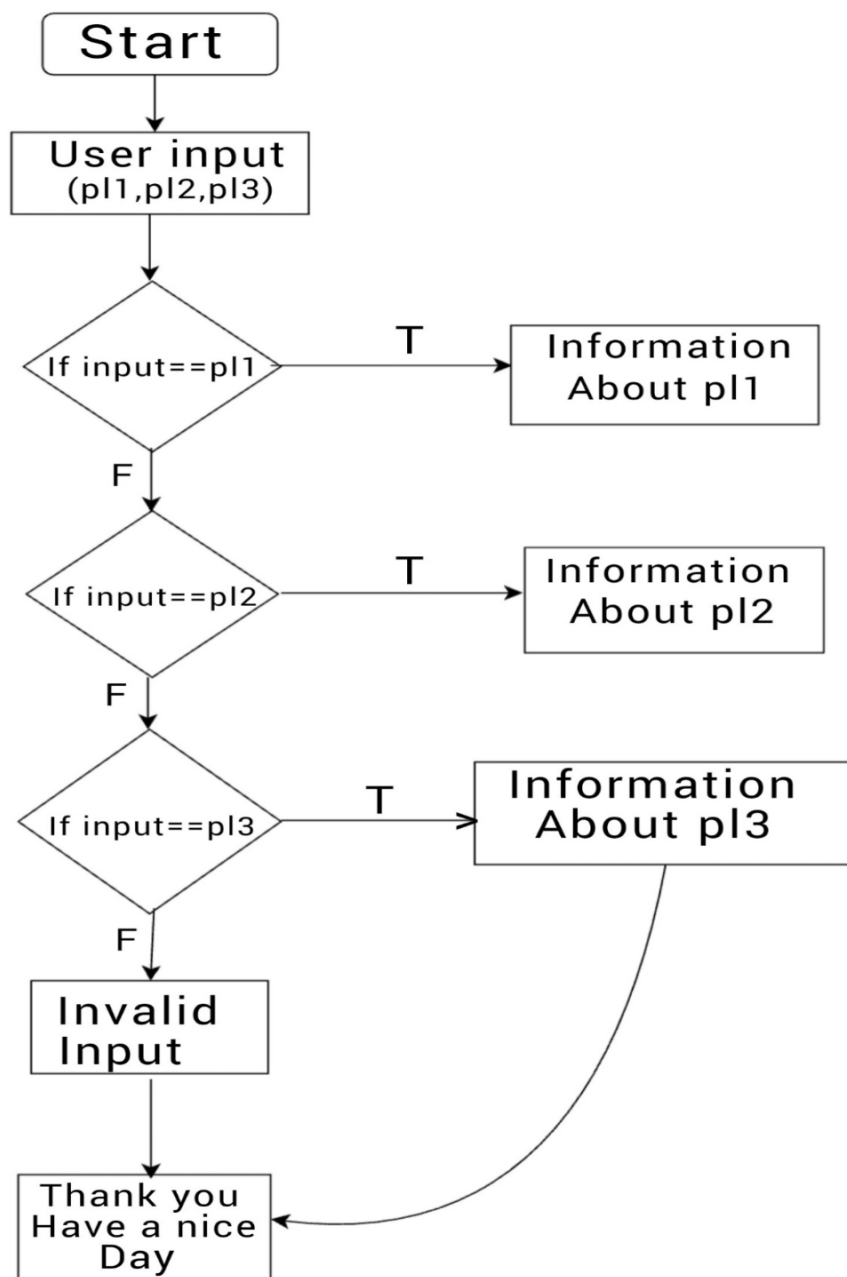 Start
User input
(pl1,pl2,pl3)
If input==pl1
T
Information
About pl1
F
If input==pl2
T
Information
About pl2
F
If input==pl3
T
Information
About pl3
F
Invalid
Input
Thank you
Have a nice
Day